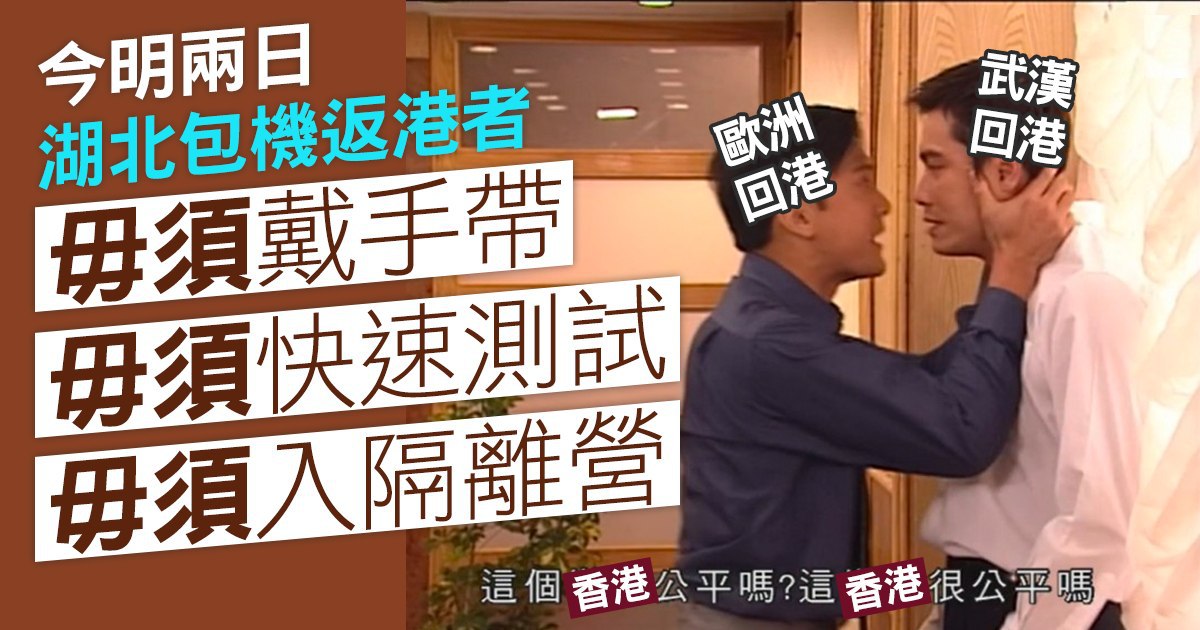 今明兩日
湖北包機返港者
毋須戴手帶
毋須快速測試
毋須入隔離營
歐洲
回港
武漢
回港
這個香港公平嗎?這香港很公平嗎